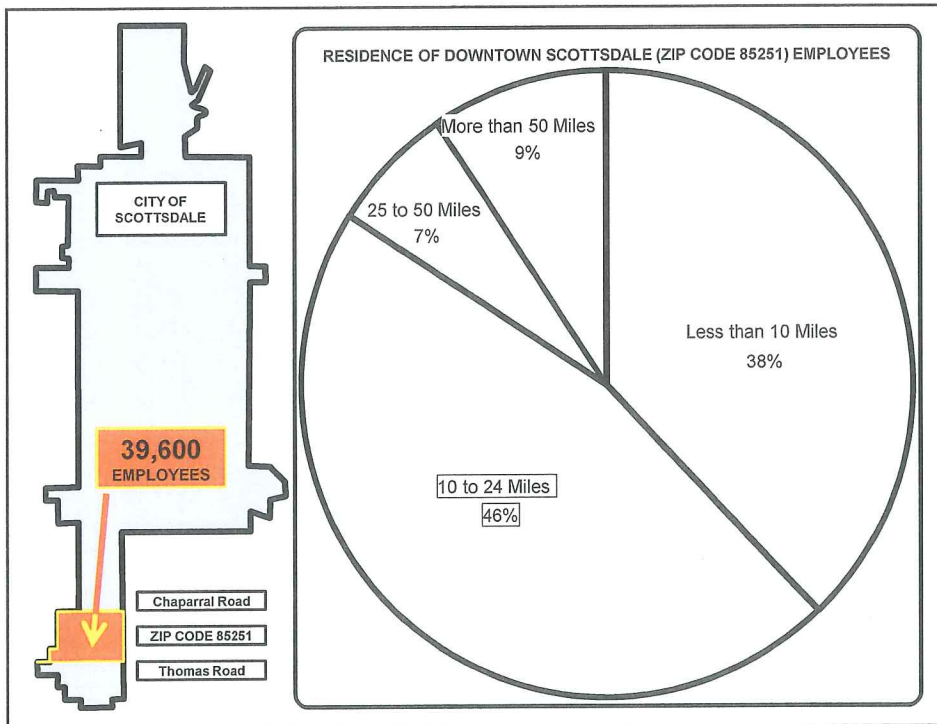 CITY OF
SCOTTSDALE
39,600
EMPLOYEES
Chaparral Road
ZIP CODE 85251
Thomas Road
RESIDENCE OF DOWNTOWN SCOTTSDALE (ZIP CODE 85251) EMPLOYEES
More than 50 Miles
9%
25 to 50 Miles
7%
Less than 10 Miles
38%
10 to 24 Miles
46%